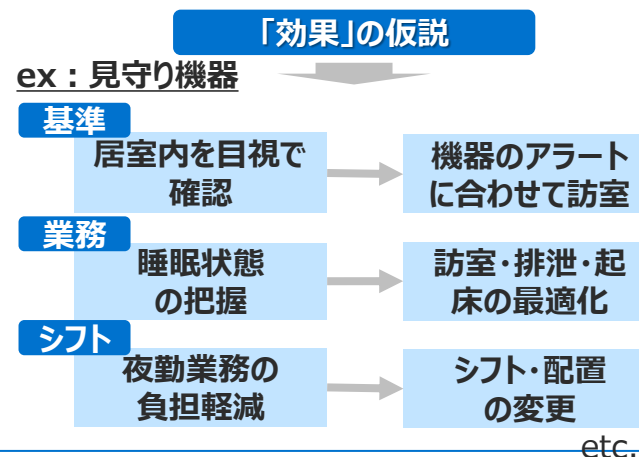 「効果」の仮説
ex：見守り機器
基準
居室内を目視で
確認
機器のアラート
に合わせて訪室
業務
睡眠状態
の把握
訪室・排泄・起
床の最適化
シフト
夜勤業務の
負担軽減
シフト・配置
の変更
etc.